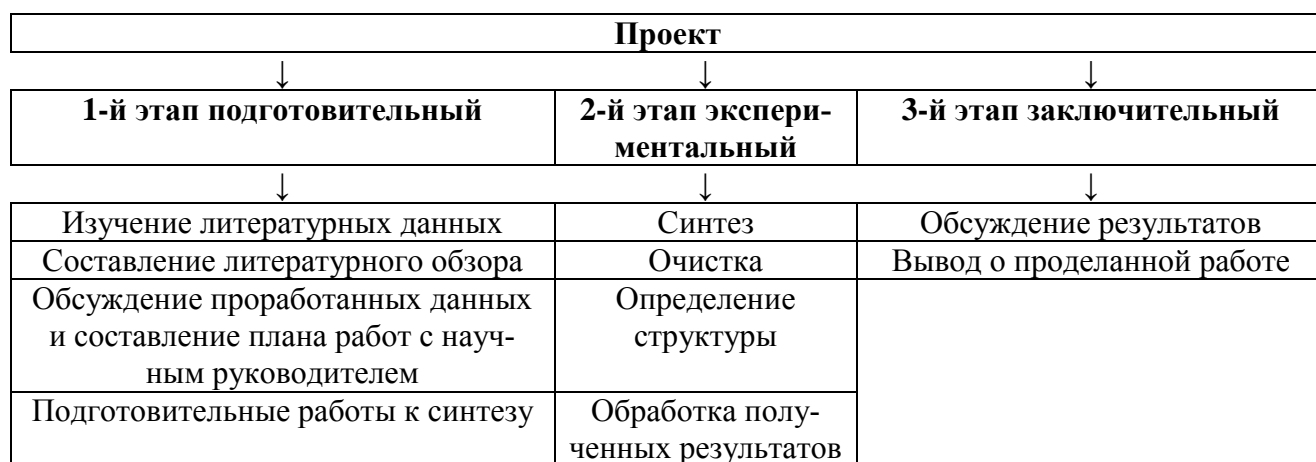 Проект
↓ ↓ ↓
1-й этап подготовительный
2-й этап экспери-
ментальный
3-й этап заключительный
↓ ↓ ↓
Изучение литературных данных
Синтез
Обсуждение результатов
Составление литературного обзора
Очистка
Вывод о проделанной работе
Обсуждение проработанных данных
и составление плана работ с науч-
ным руководителем
Определение
структуры
Подготовительные работы к синтезу
Обработка полу-
ченных результатов